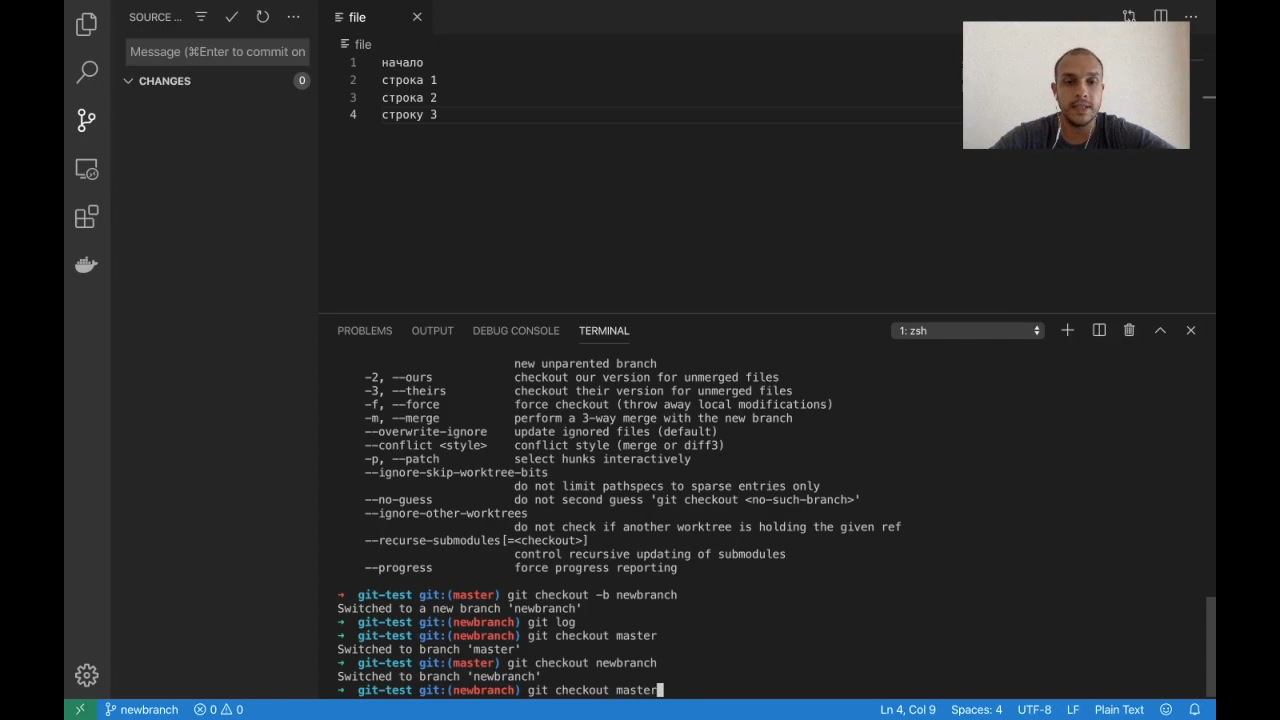 SOURCE ...
Message (⌘Enter to commit on
CHANGES
0
file
file
1 начало
2 строка 1
3 строка 2
4 строку 3
PROBLEMS
OUTPUT
DEBUG CONSOLE
TERMINAL
1: zsh
new unparented branch
-2, --ours checkout our version for unmerged files
-3, --theirs checkout their version for unmerged files
-f, --force force checkout (throw away local modifications)
-m, --merge perform a 3-way merge with the new branch
--overwrite-ignore update ignored files (default)
--conflict <style> conflict style (merge or diff3)
-p, --patch select hunks interactively
--ignore-skip-worktree-bits
do not limit pathspecs to sparse entries only
--no-guess do not second guess 'git checkout <no-such-branch>'
--ignore-other-worktrees
do not check if another worktree is holding the given ref
--recurse-submodules[=<checkout>]
control recursive updating of submodules
--progress force progress reporting
➜ git-test git:(master) git checkout -b newbranch
Switched to a new branch 'newbranch'
➜ git-test git:(newbranch) git log
➜ git-test git:(newbranch) git checkout master
Switched to branch 'master'
➜ git-test git:(master) git checkout newbranch
Switched to branch 'newbranch'
➜ git-test git:(newbranch) git checkout master
newbranch 0 0 Ln 4, Col 9 Spaces: 4 UTF-8 LF Plain Text